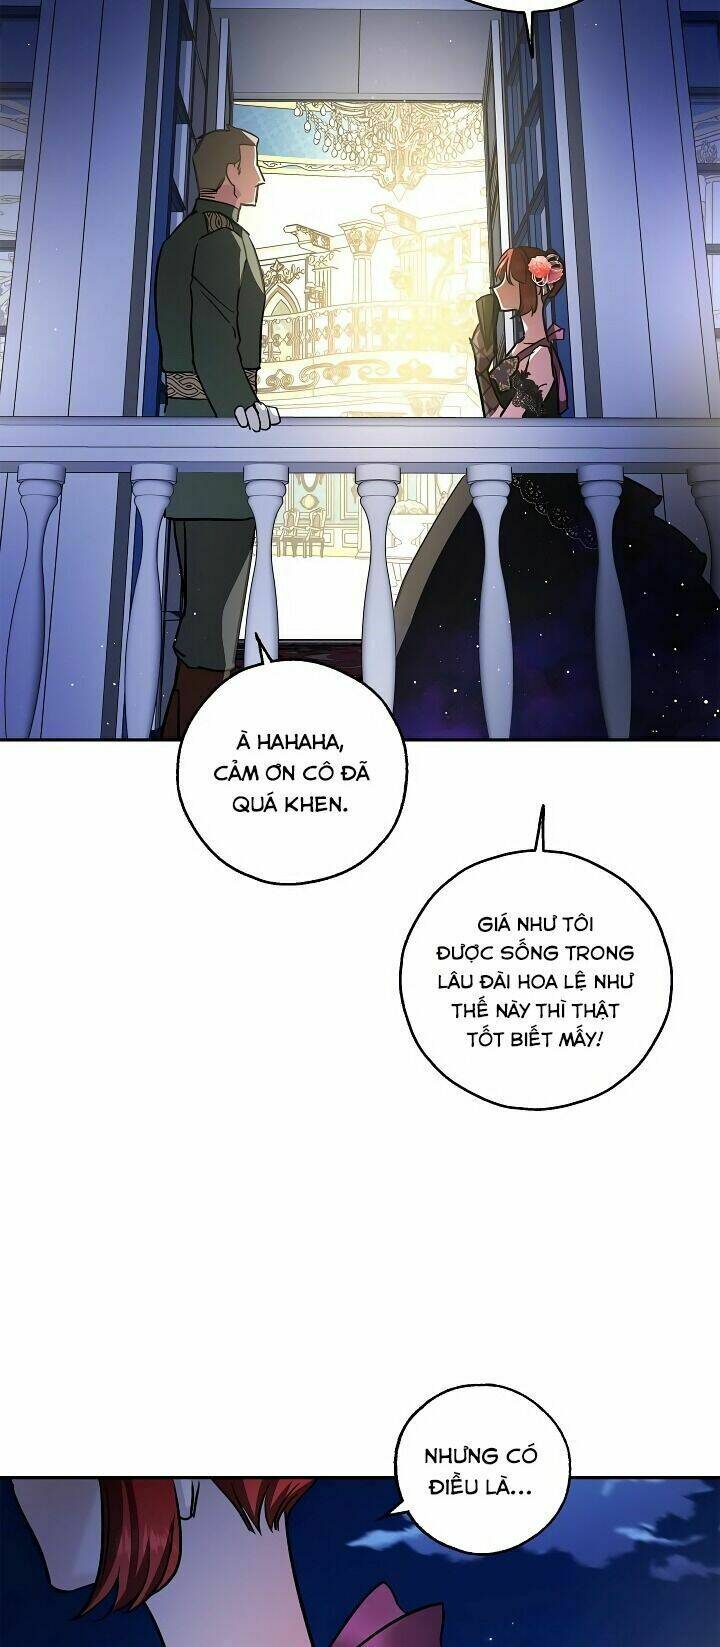 À HAHAHA,
CẢM ƠN CÔ ĐÃ
QUÁ KHEN.
GIÁ NHƯ TÔI
ĐƯỢC SỐNG TRONG
LÂU ĐÀI HOA LỆ NHƯ
THẾ NÀY THÌ THẬT
TỐT BIẾT MẤY!
NHƯNG CÓ
ĐIỀU LÀ...